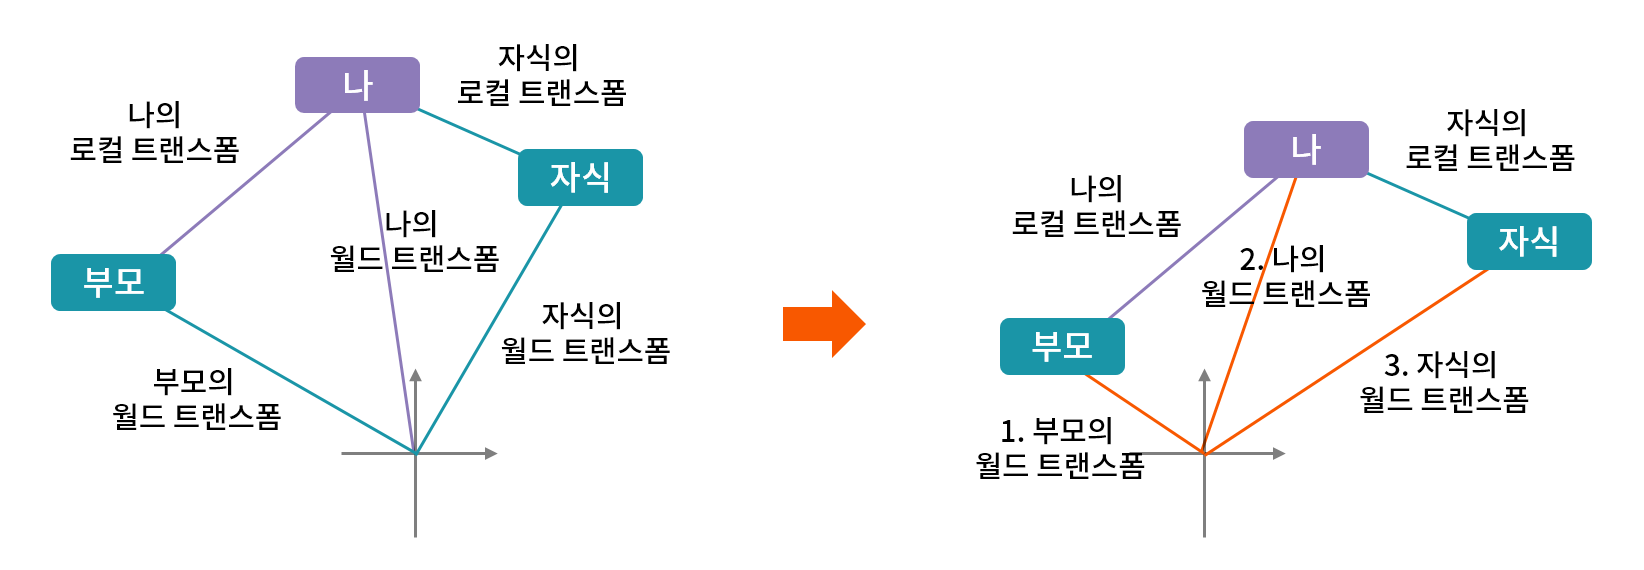 나
자식의
로컬 트랜스폼
나의
로컬 트랜스폼
자식
나의
월드 트랜스폼
부모
자식의
월드 트랜스폼
부모의
월드 트랜스폼
나
자식의
로컬 트랜스폼
나의
로컬 트랜스폼
자식
2. 나의
월드 트랜스폼
부모
3. 자식의
월드 트랜스폼
1. 부모의
월드 트랜스폼